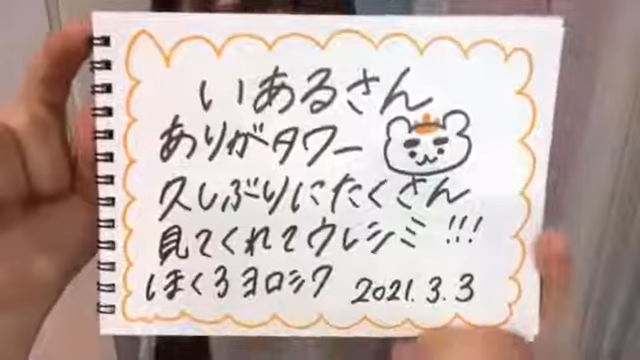 いあるさん
ありがタワー
久しぶりにたくさん
見てくれてウレシミ!!!
ほくろヨロシク 2021.3.3